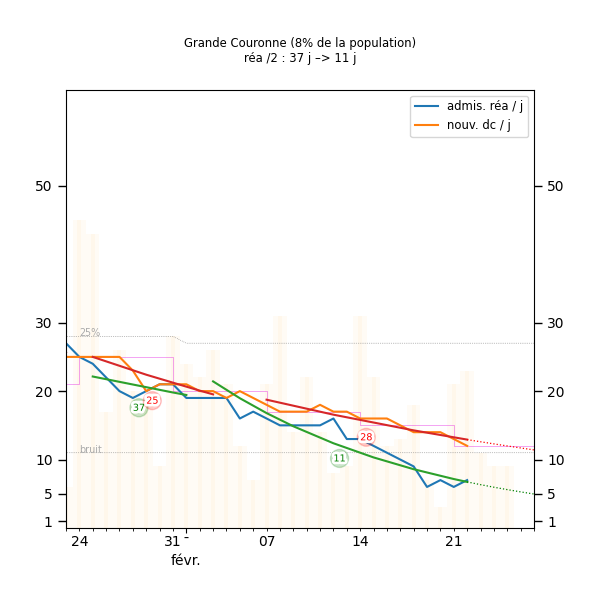 Grande Couronne (8% de la population)
réa /2 : 37 j –> 11 j
admis. réa / j
nouv. dc / j
50 50
30 30
25%
20 20
25
37
28
11
bruit
10 10
5 5
1 1
24 31 - 07 14 21
févr.